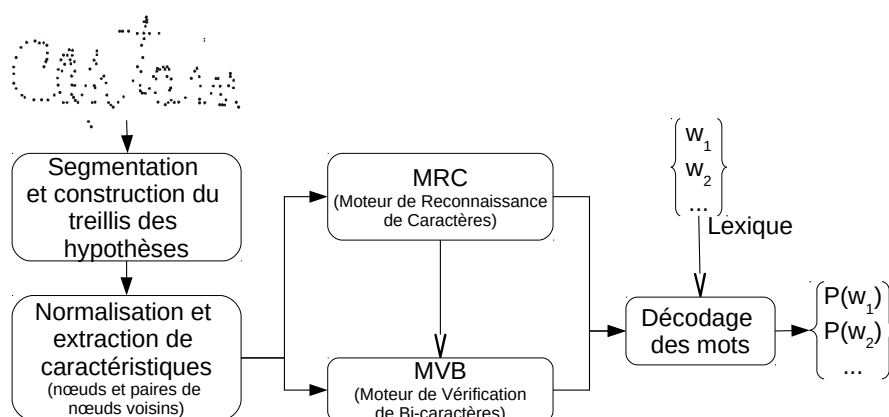 Segmentation
et construction du
treillis des
hypothèses
Normalisation et
extraction de
caractéristiques
(nœuds et paires de
nœuds voisins)
MRC
(Moteur de Reconnaissance
de Caractères)
MVB
(Moteur de Vérification
de Bi-caractères)
w1
w2
...
Lexique
Décodage
des mots
P(w1)
P(w2)
...